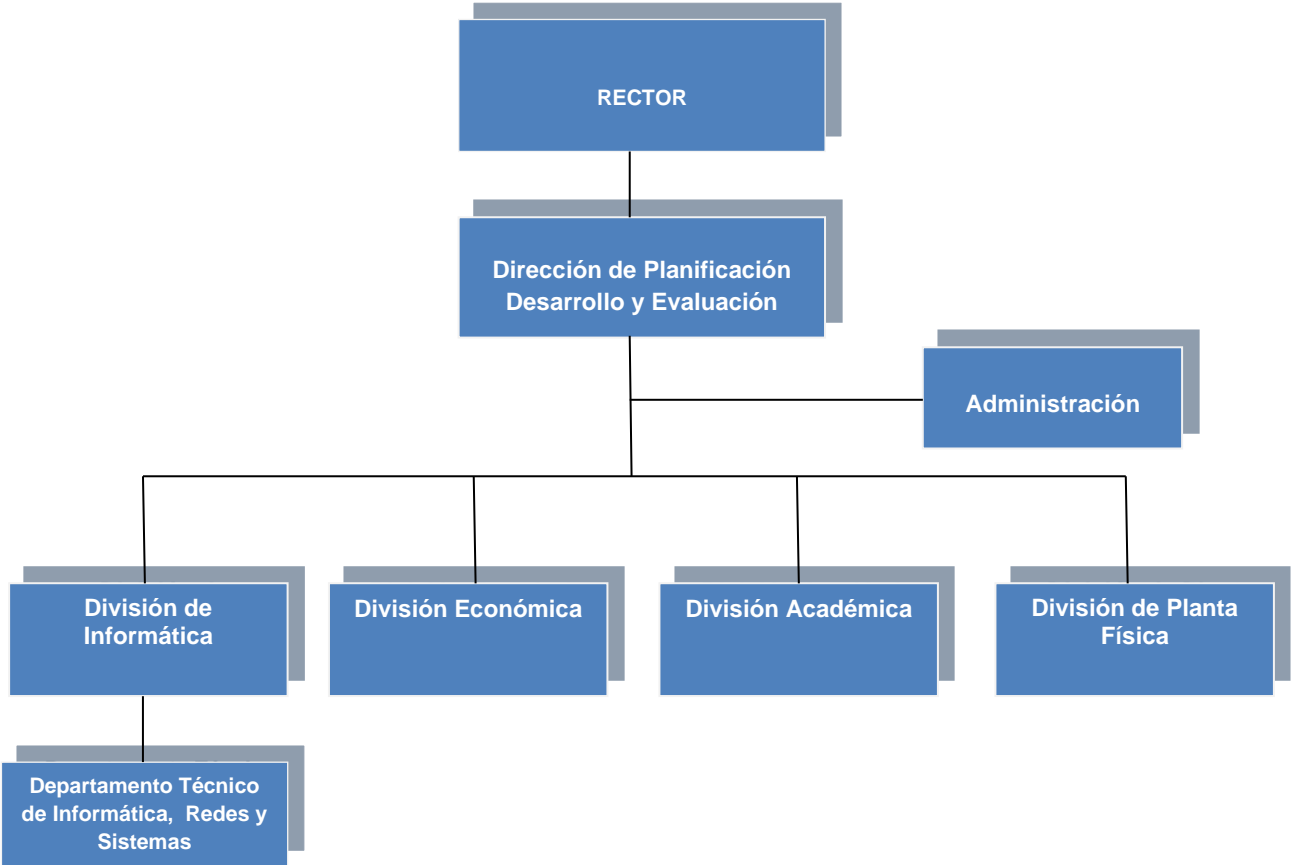 RECTOR
Dirección de Planificación
Desarrollo y Evaluación
Administración
División de
Informática
División Económica
División Académica
División de Planta
Física
Departamento Técnico
de Informática, Redes y
Sistemas